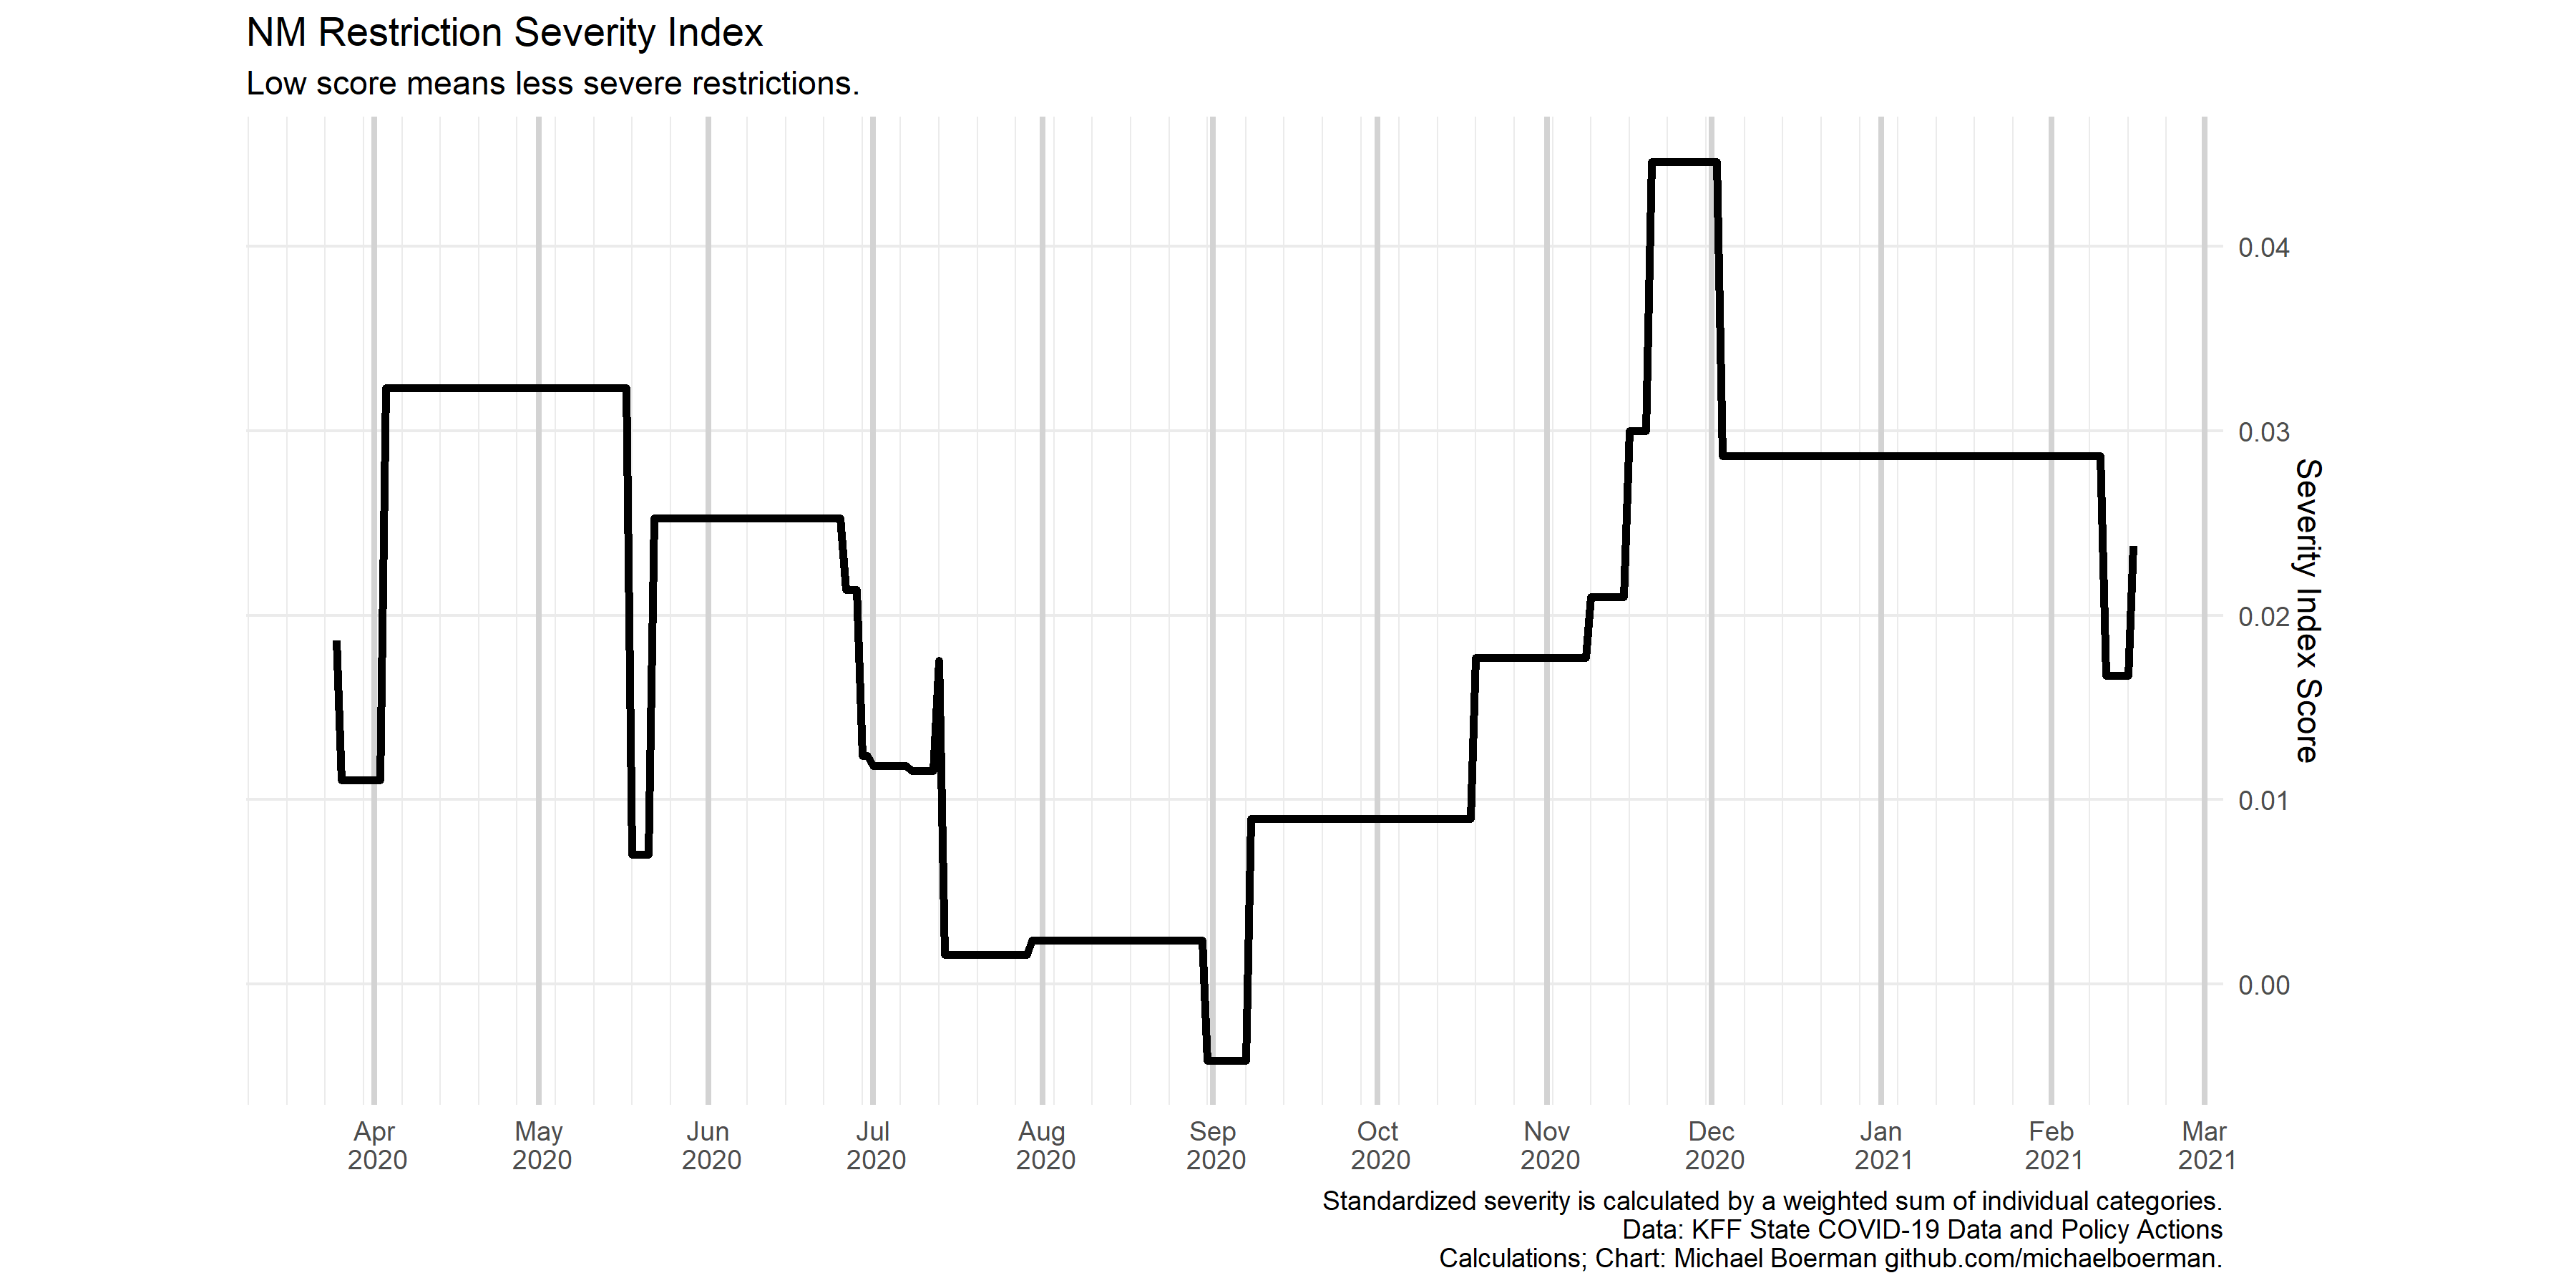 NM Restriction Severity Index
Low score means less severe restrictions.
0.04
0.03
0.02
0.01
0.00
Severity Index Score
Apr 2020
May 2020
Jun 2020
Jul 2020
Aug 2020
Sep 2020
Oct 2020
Nov 2020
Dec 2020
Jan 2021
Feb 2021
Mar 2021
Standardized severity is calculated by a weighted sum of individual categories.
Data: KFF State COVID-19 Data and Policy Actions
Calculations; Chart: Michael Boerman github.com/michaelboerman.